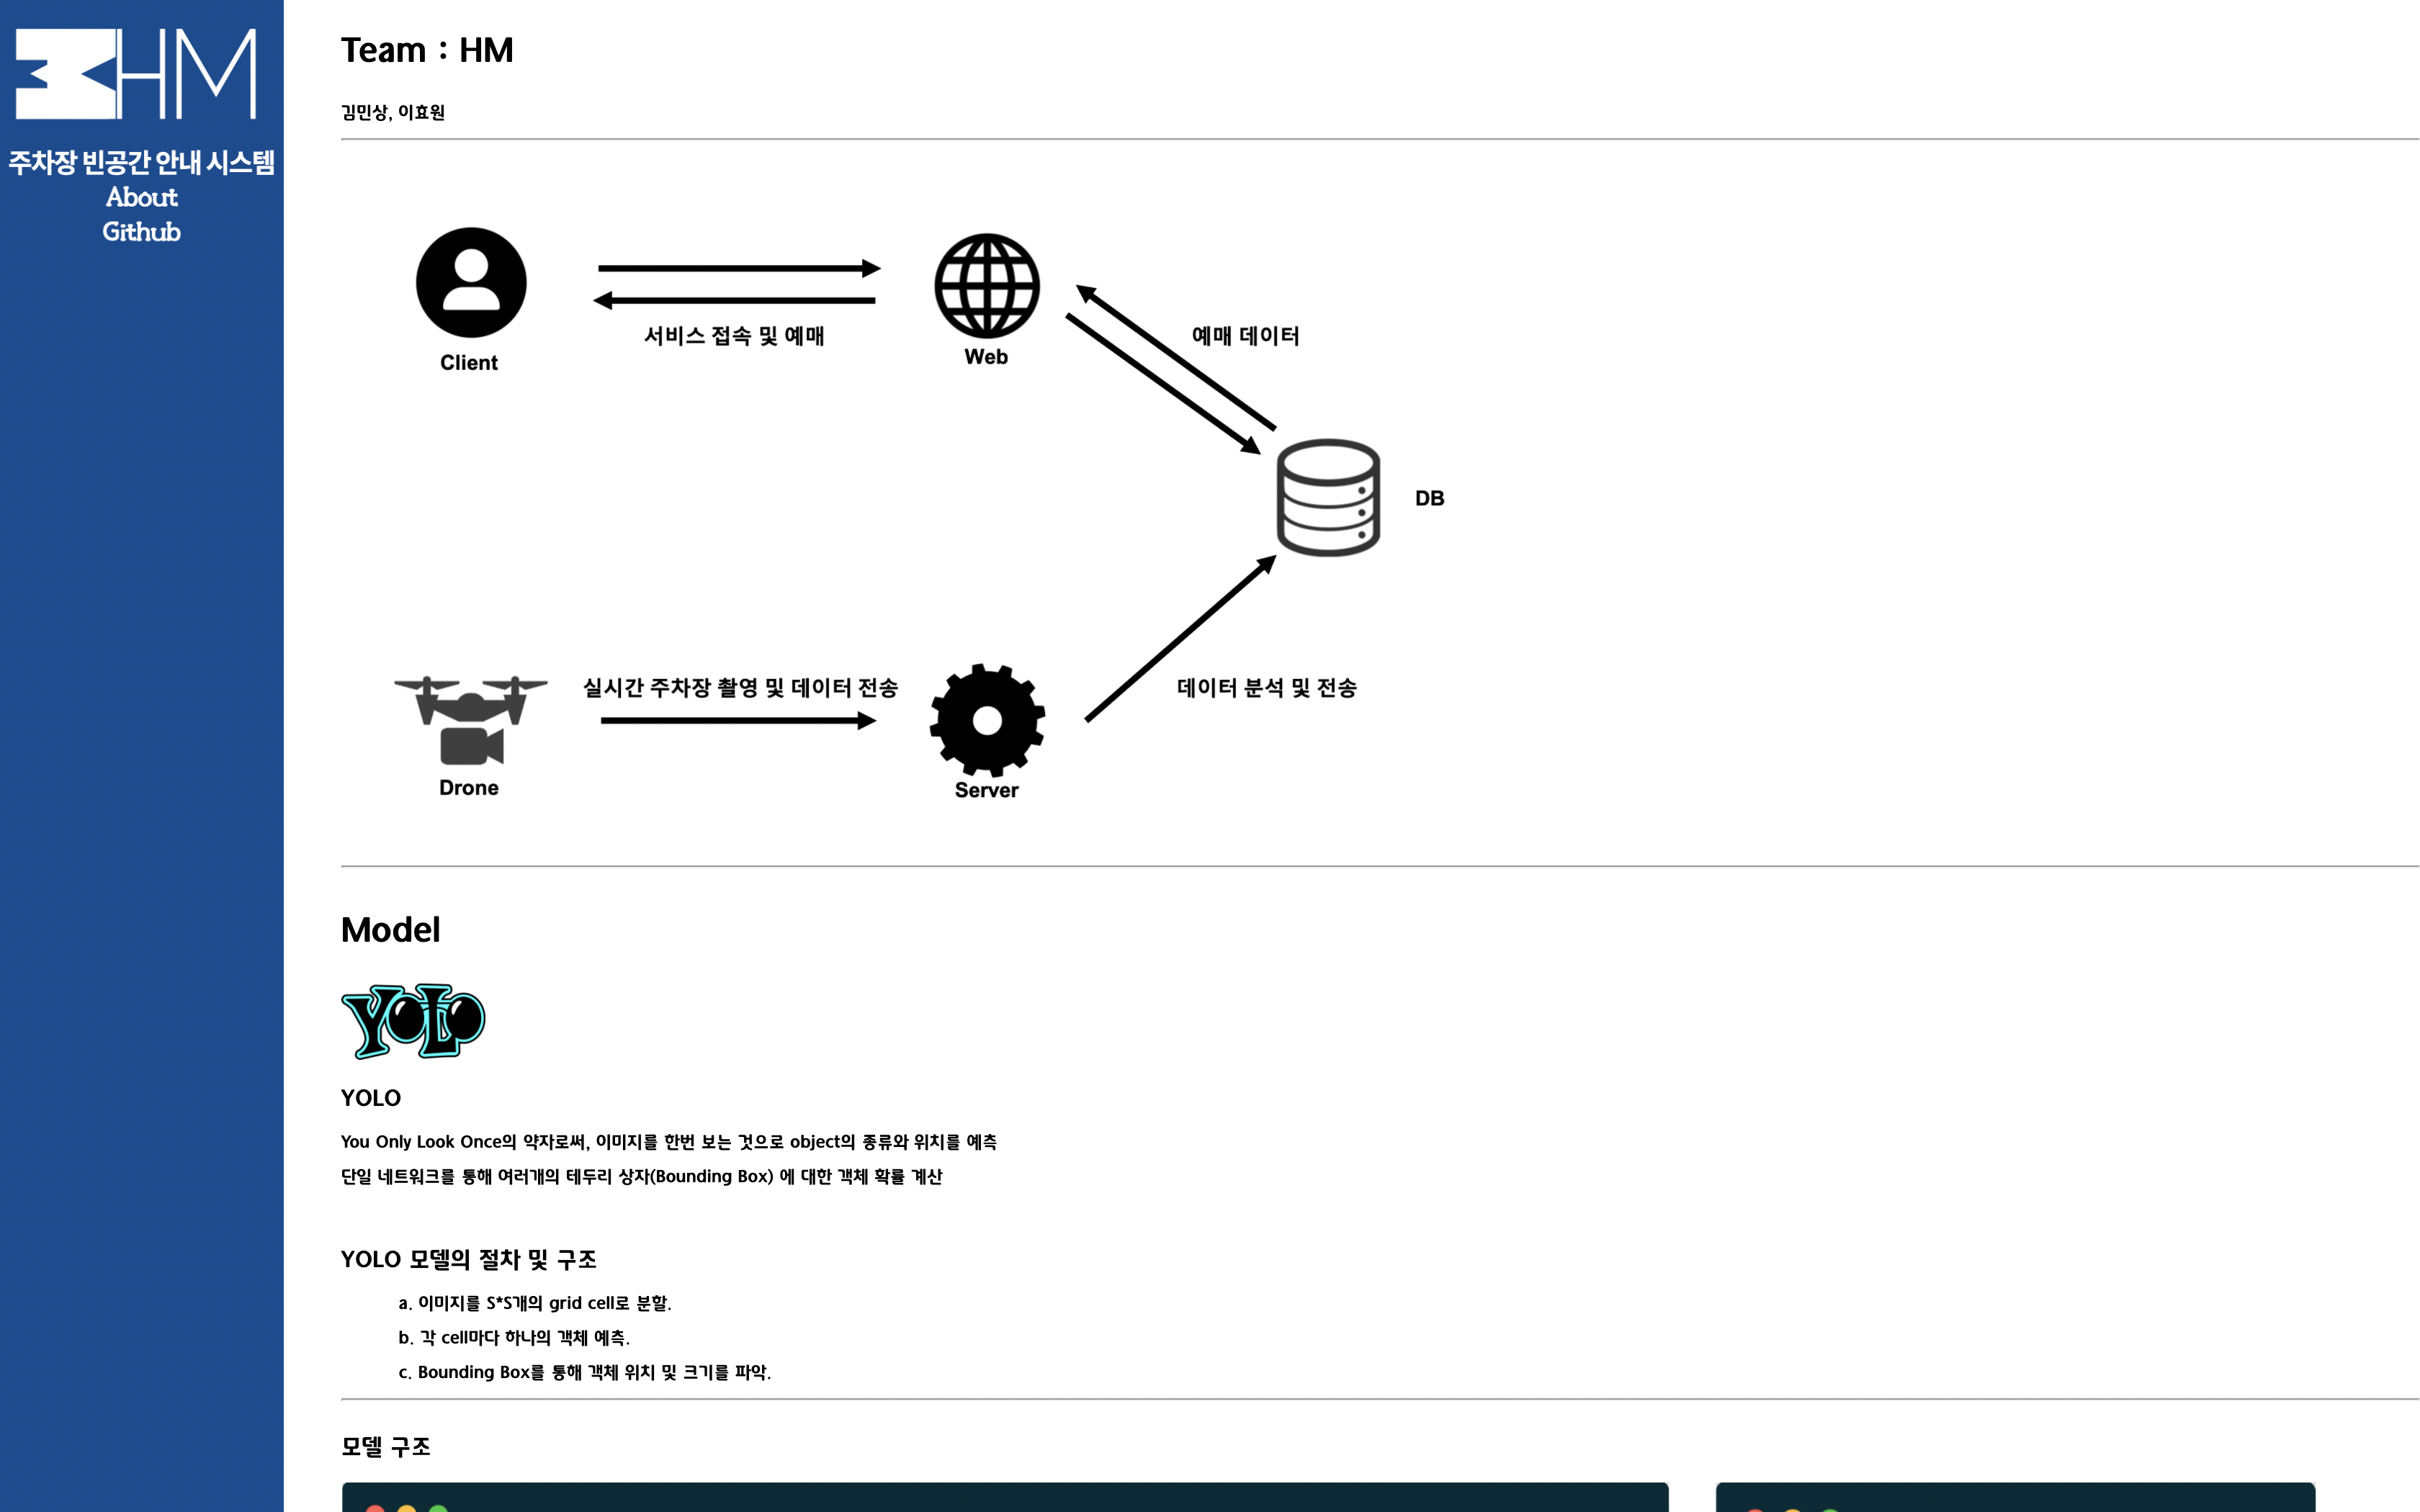 HM
주차장 빈공간 안내 시스템
About
Github
Team : HM
김민상, 이효원
Client
서비스 접속 및 예매
Web
예매 데이터
DB
실시간 주차장 촬영 및 데이터 전송
데이터 분석 및 전송
Drone
Server
Model
YOLO
YOLO
You Only Look Once의 약자로써, 이미지를 한번 보는 것으로 object의 종류와 위치를 예측
단일 네트워크를 통해 여러개의 테두리 상자(Bounding Box) 에 대한 객체 확률 계산
YOLO 모델의 절차 및 구조
a. 이미지를 S*S개의 grid cell로 분할.
b. 각 cell마다 하나의 객체 예측.
c. Bounding Box를 통해 객체 위치 및 크기를 파악.
모델 구조